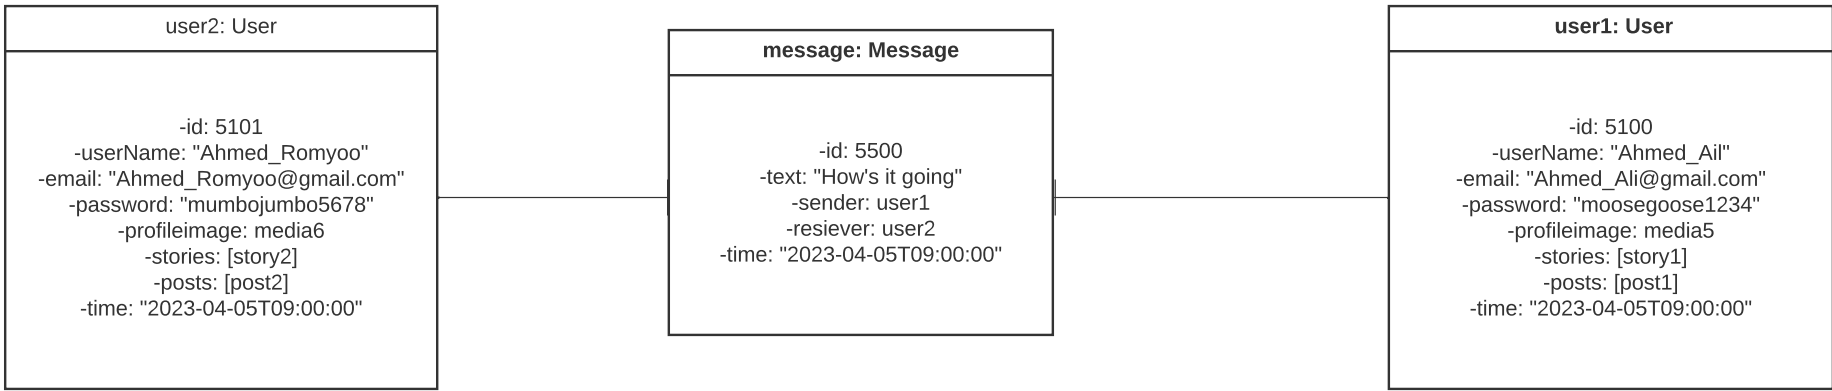 user2: User
-id: 5101
-userName: "Ahmed_Romyoo"
-email: "Ahmed_Romyoo@gmail.com"
-password: "mumbojumbo5678"
-profileimage: media6
-stories: [story2]
-posts: [post2]
-time: "2023-04-05T09:00:00"
message: Message
-id: 5500
-text: "How's it going"
-sender: user1
-resiever: user2
-time: "2023-04-05T09:00:00"
user1: User
-id: 5100
-userName: "Ahmed_Ail"
-email: "Ahmed_Ali@gmail.com"
-password: "moosegoose1234"
-profileimage: media5
-stories: [story1]
-posts: [post1]
-time: "2023-04-05T09:00:00"